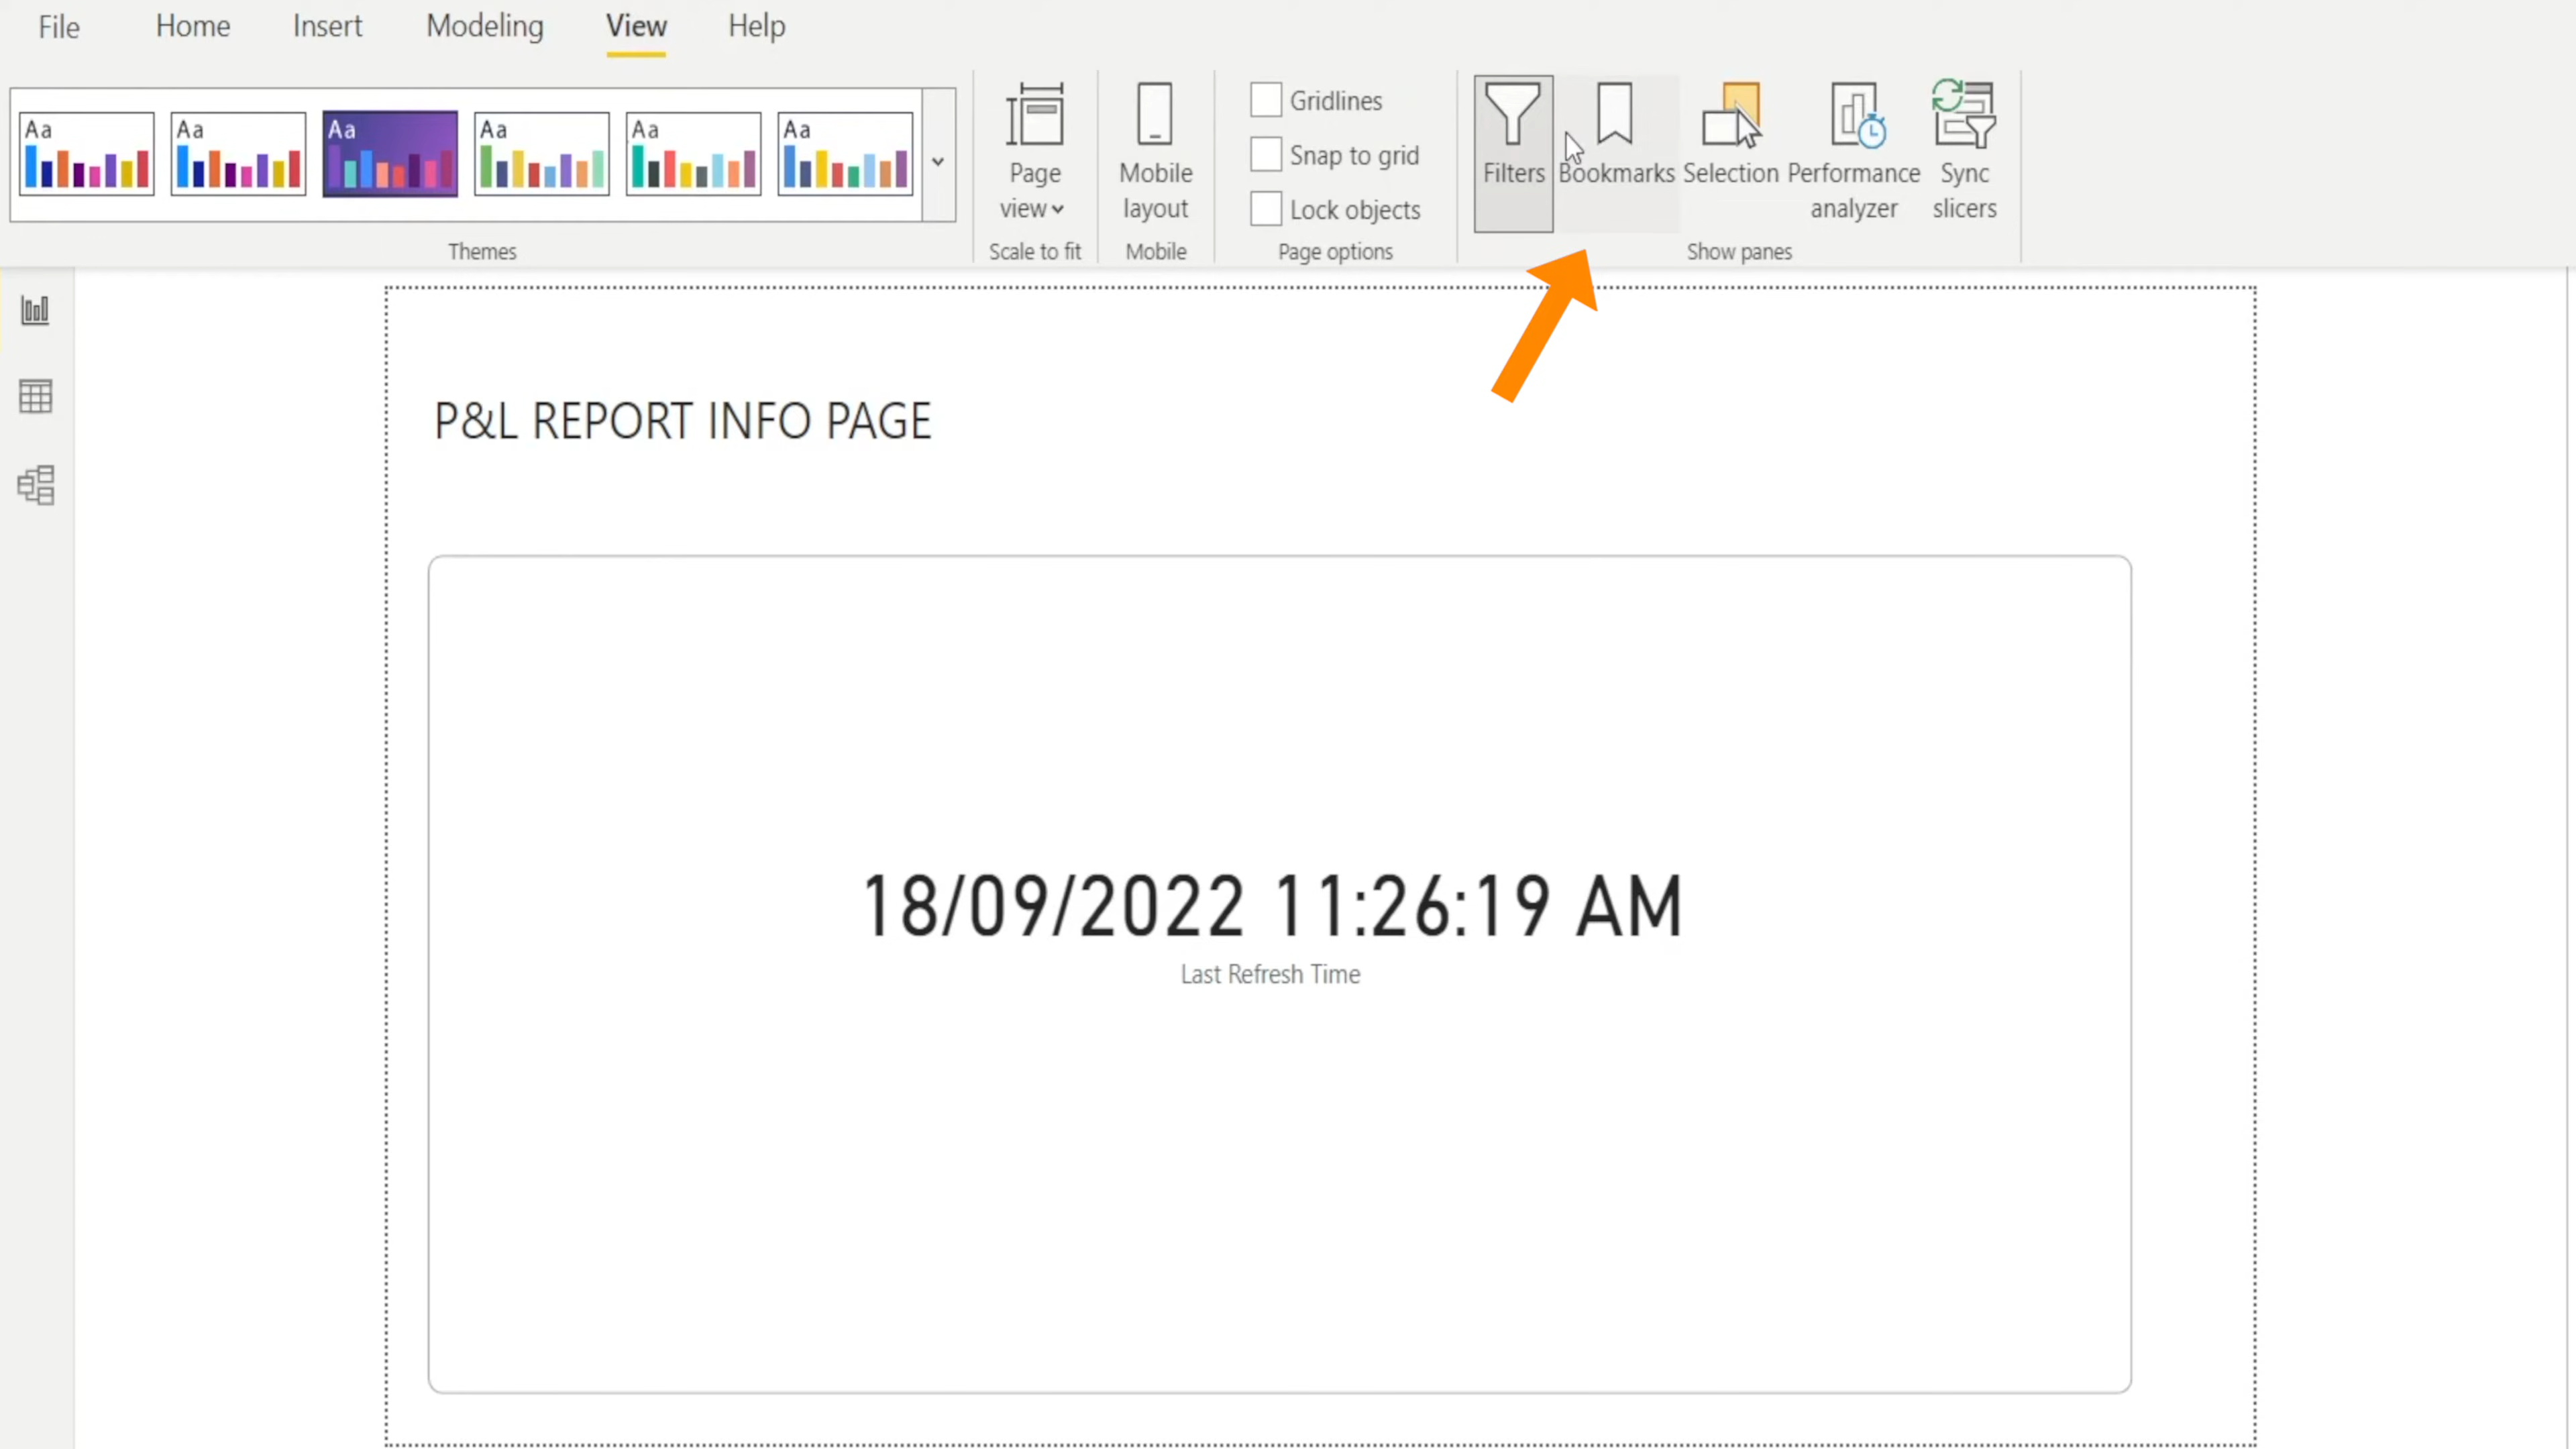 File Home Insert Modeling View Help
Aa Aa Aa Aa Aa Aa
Themes
Page
view
Scale to fit
Mobile
layout
Mobile
Gridlines
Snap to grid
Lock objects
Page options
Filters
Bookmarks
Selection
Performance
analyzer
Sync
slicers
Show panes
P&L REPORT INFO PAGE
18/09/2022 11:26:19 AM
Last Refresh Time